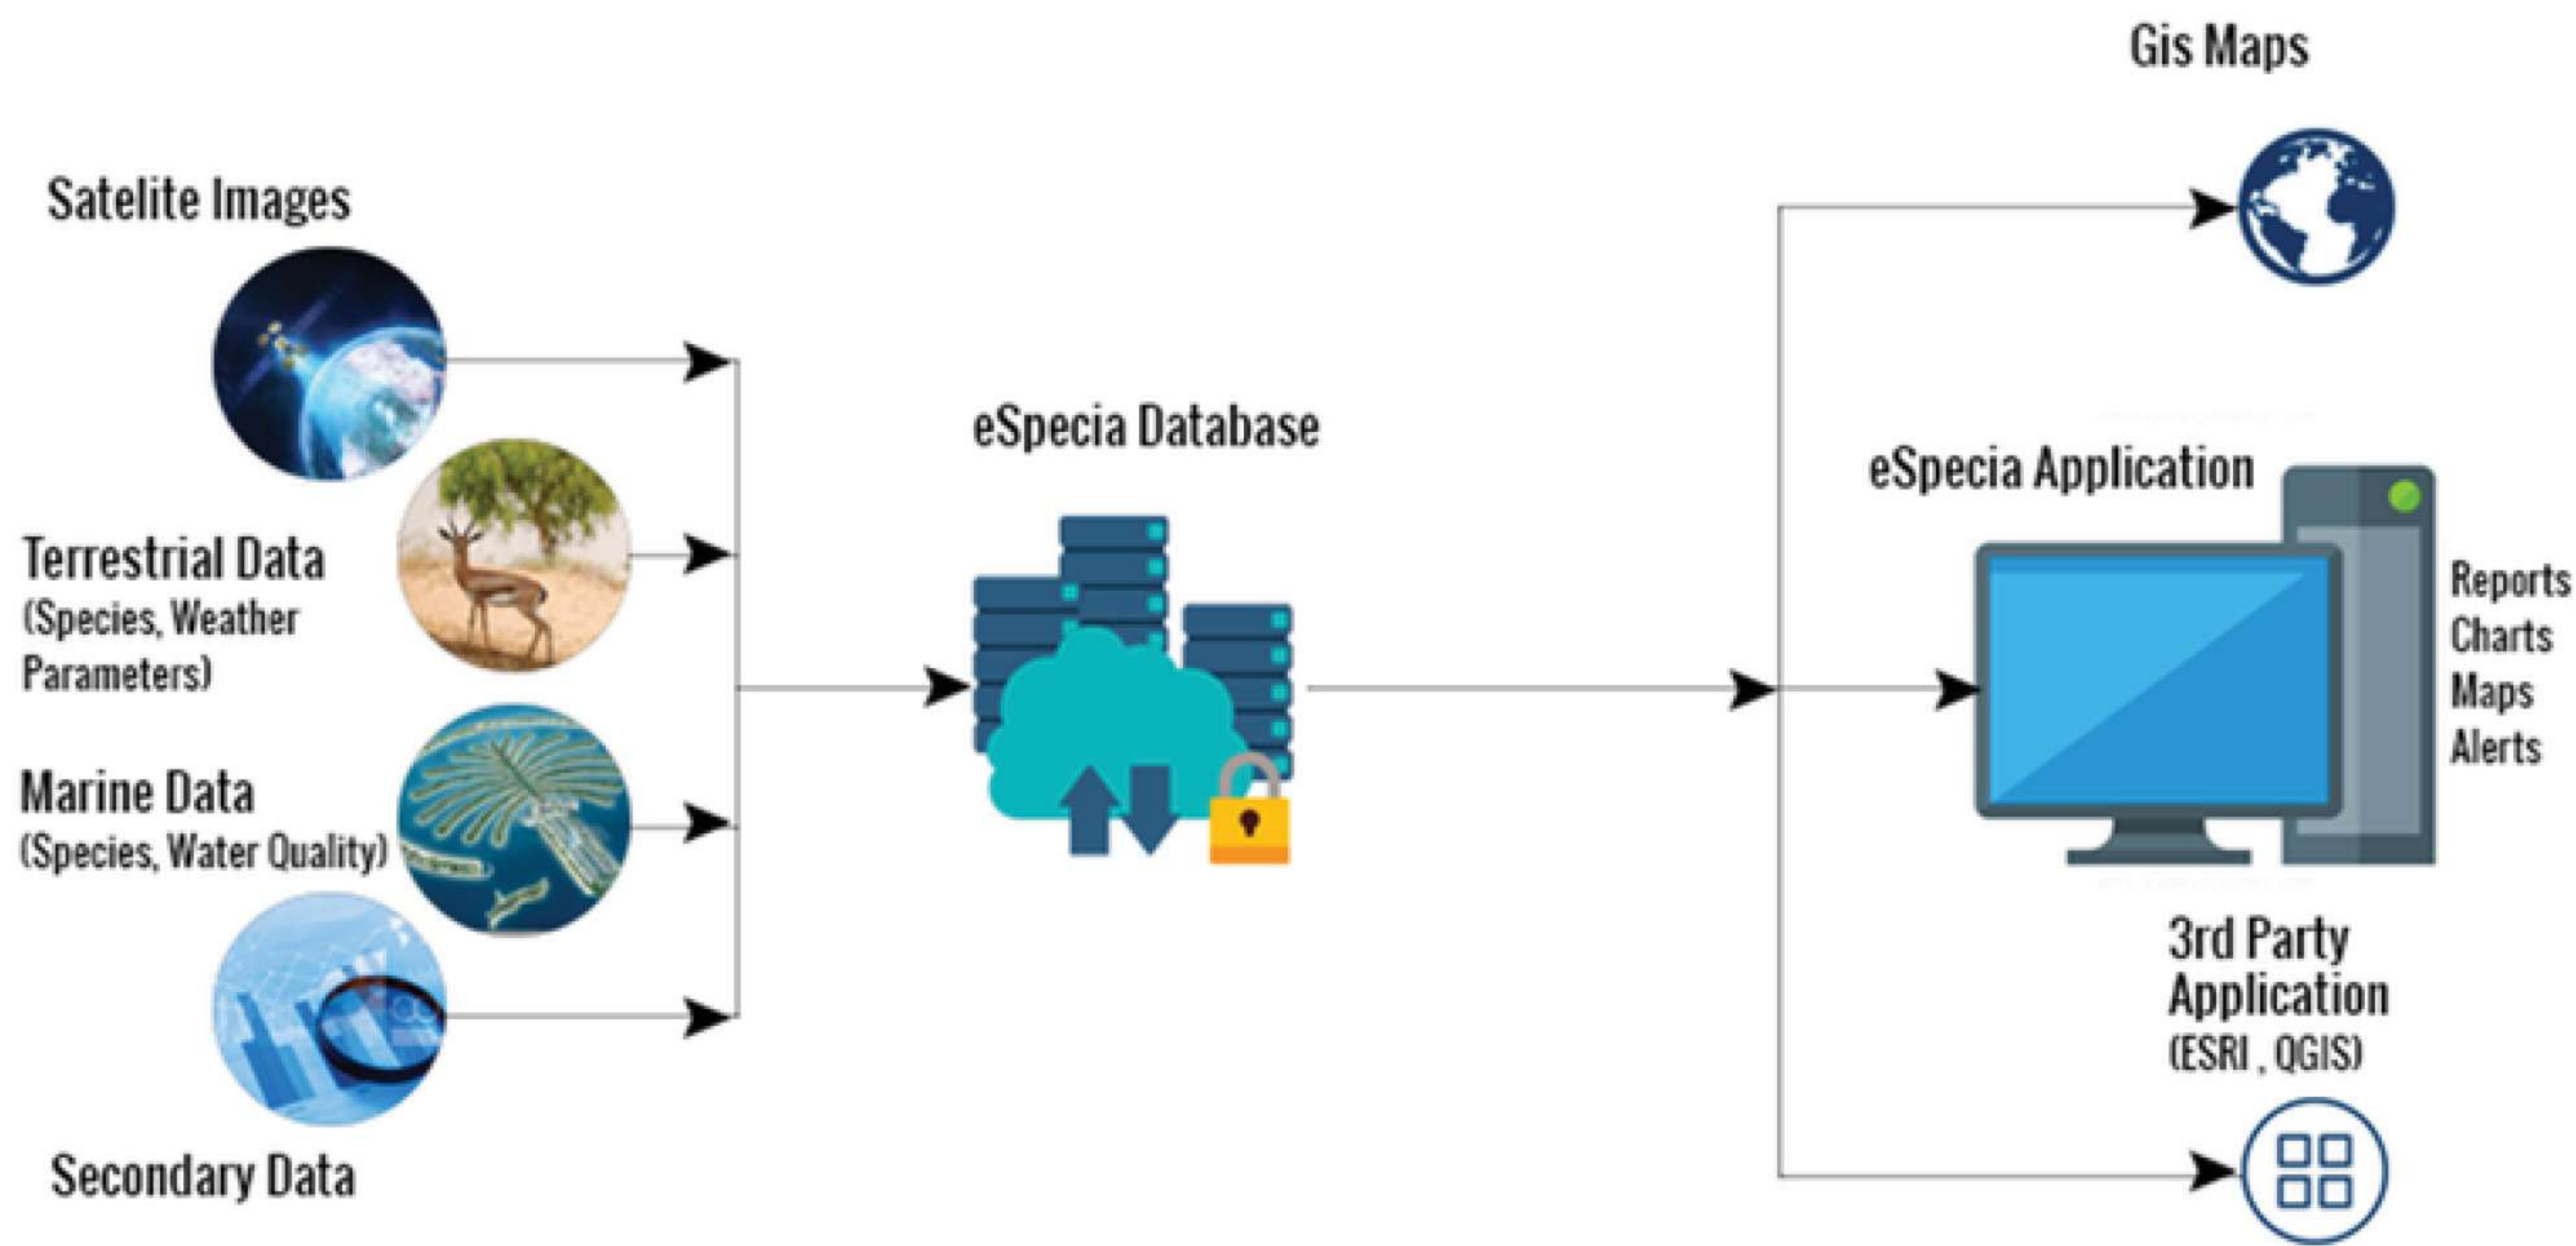 Satelite Images
Terrestrial Data
(Species, Weather
Parameters)
Marine Data
(Species, Water Quality)
Secondary Data
eSpecia Database
Gis Maps
eSpecia Application
Reports
Charts
Maps
Alerts
3rd Party
Application
(ESRI , QGIS)